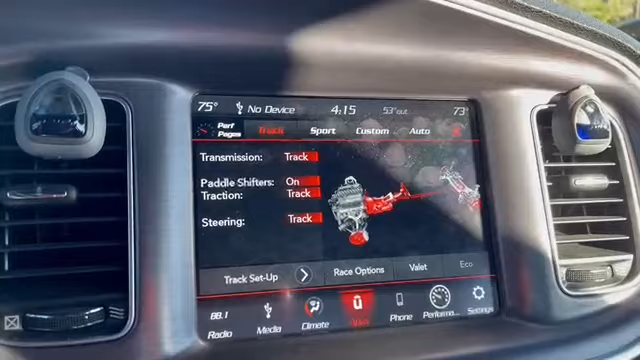 75° No Device 4:15 53° out 73°
Perf Pages Track Sport Custom Auto
Transmission: Track
Paddle Shifters: On
Traction: Track
Steering: Track
Track Set-Up Race Options Valet Eco
88.1
Radio Media Climate Phone Performa... Settings